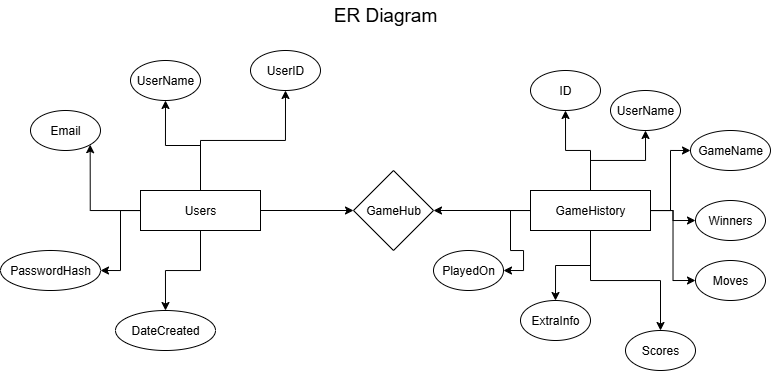 ER Diagram
UserID
UserName
ID
UserName
Email
GameName
Users
GameHub
GameHistory
Winners
PasswordHash
PlayedOn
Moves
DateCreated
ExtraInfo
Scores